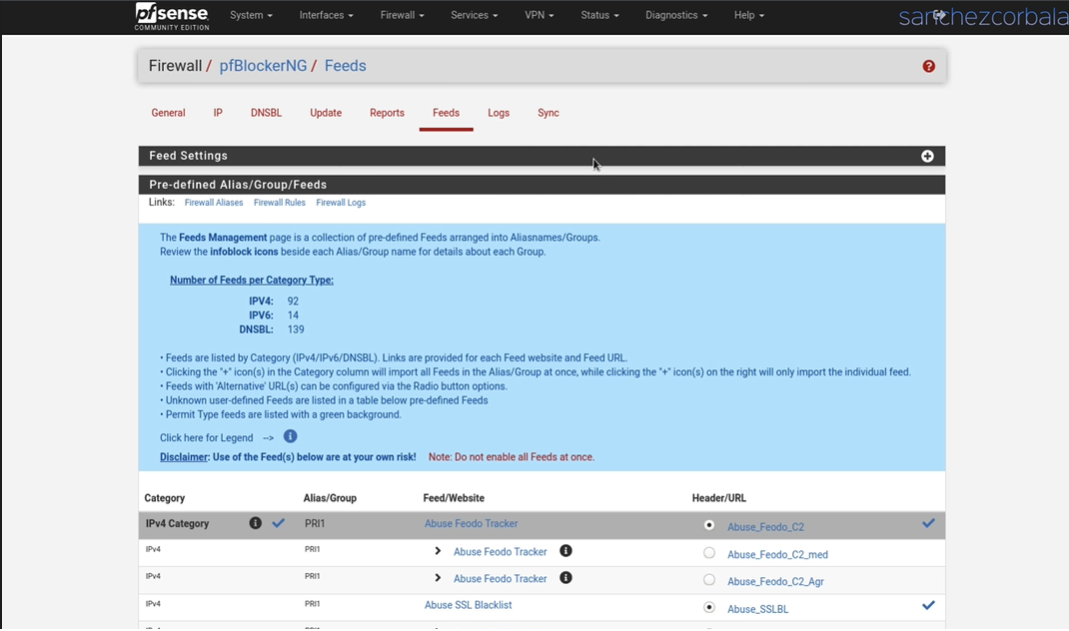 pfsense
COMMUNITY EDITION
System Interfaces Firewall Services VPN Status Diagnostics Help
sanchezcorbala
Firewall / pfBlockerNG / Feeds
General IP DNSBL Update Reports Feeds Logs Sync
Feed Settings
Pre-defined Alias/Group/Feeds
Links: Firewall Aliases Firewall Rules Firewall Logs
The Feeds Management page is a collection of pre-defined Feeds arranged into Aliasnames/Groups.
Review the infoblock icons beside each Alias/Group name for details about each Group.
Number of Feeds per Category Type:
IPV4: 92
IPV6: 14
DNSBL: 139
• Feeds are listed by Category (IPv4/IPv6/DNSBL). Links are provided for each Feed website and Feed URL.
• Clicking the "+" icon(s) in the Category column will import all Feeds in the Alias/Group at once, while clicking the "+" icon(s) on the right will only import the individual feed.
• Feeds with 'Alternative' URL(s) can be configured via the Radio button options.
• Unknown user-defined Feeds are listed in a table below pre-defined Feeds
• Permit Type feeds are listed with a green background.
Click here for Legend -->
Disclaimer: Use of the Feed(s) below are at your own risk! Note: Do not enable all Feeds at once.
Category Alias/Group Feed/Website Header/URL
IPv4 Category PRI1 Abuse Feodo Tracker Abuse_Feodo_C2
IPv4 PRI1 Abuse Feodo Tracker Abuse_Feodo_C2_med
IPv4 PRI1 Abuse Feodo Tracker Abuse_Feodo_C2_Agr
IPv4 PRI1 Abuse SSL Blacklist Abuse_SSLBL